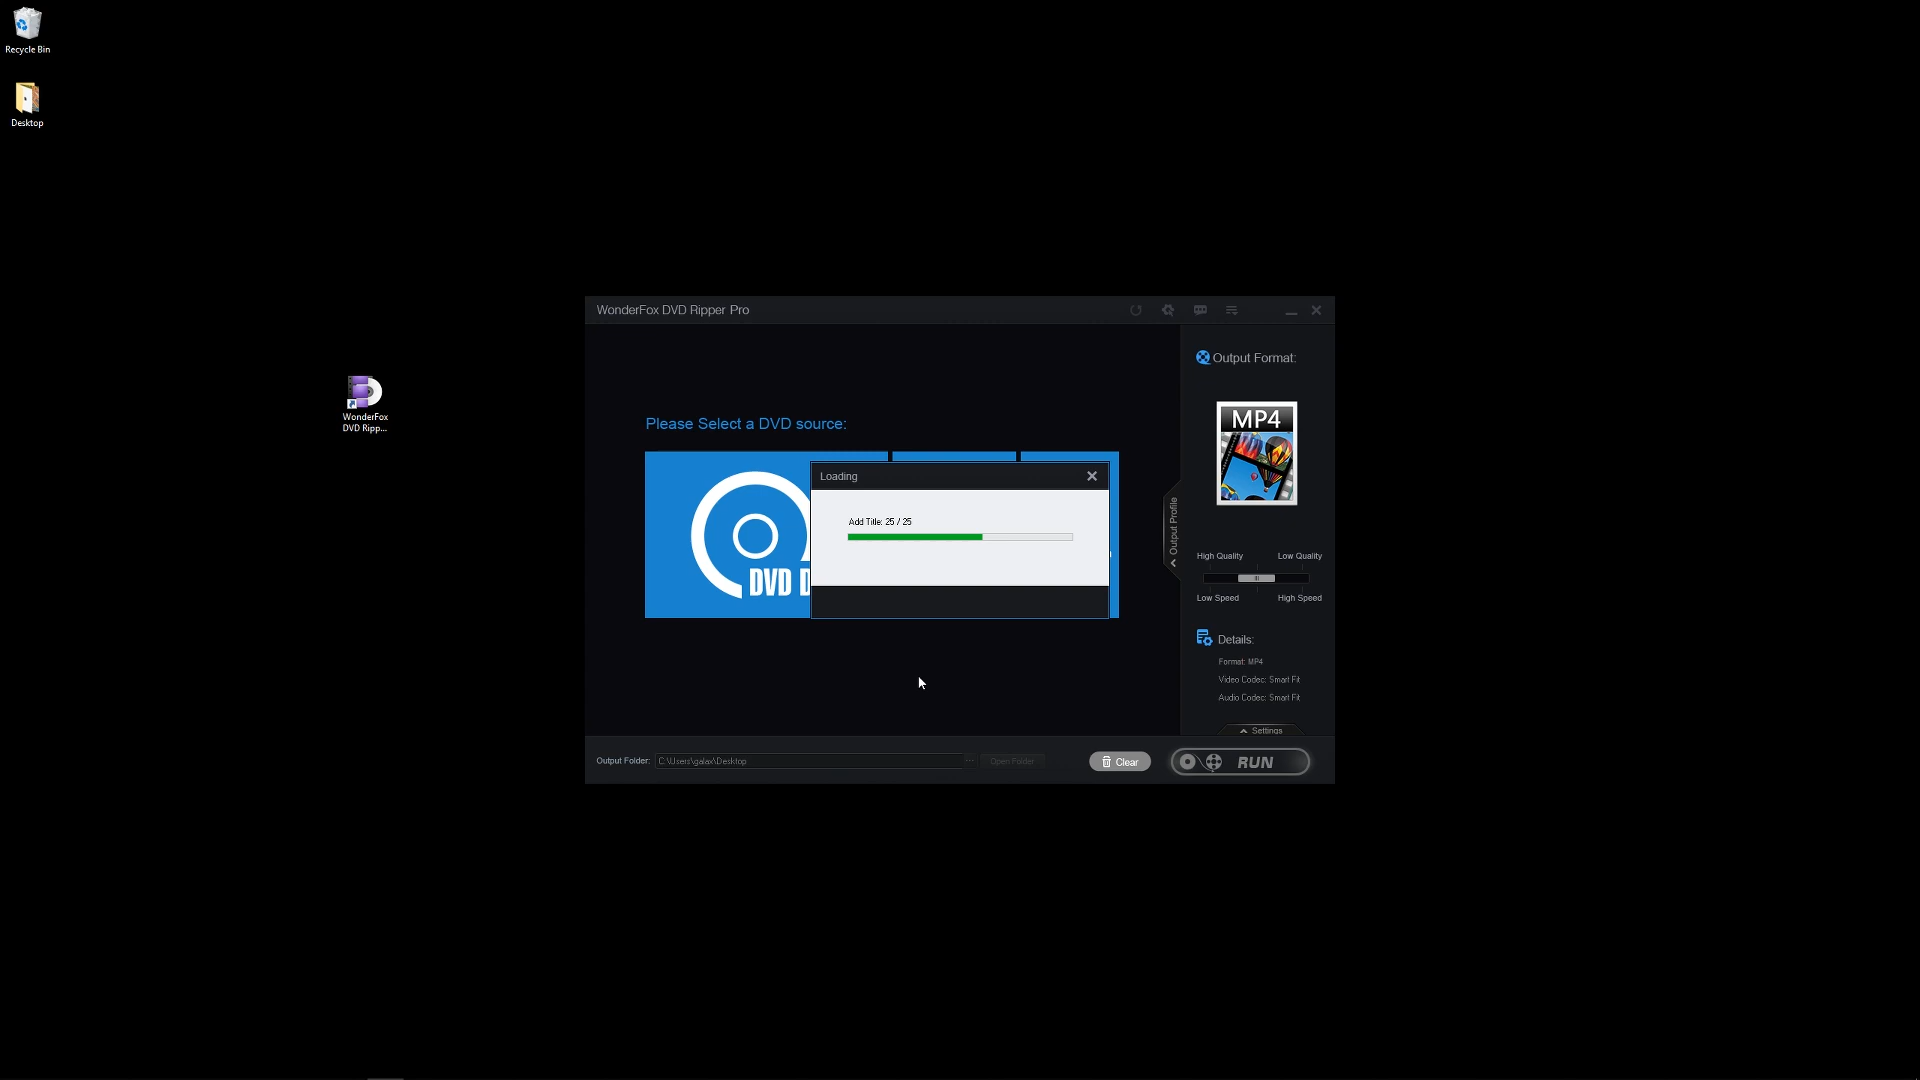 Recycle Bin
Desktop
WonderFox
DVD Ripp...
WonderFox DVD Ripper Pro
Output Format:
MP4
Please Select a DVD source:
Loading
Add Title: 25 / 25
DVD D
Output Profile
High Quality
Low Quality
Low Speed
High Speed
Details:
Format: MP4
Video Codec: Smart Fit
Audio Codec: Smart Fit
Settings
Output Folder:
C:\Users\galax\Desktop
...
Open Folder
Clear
RUN